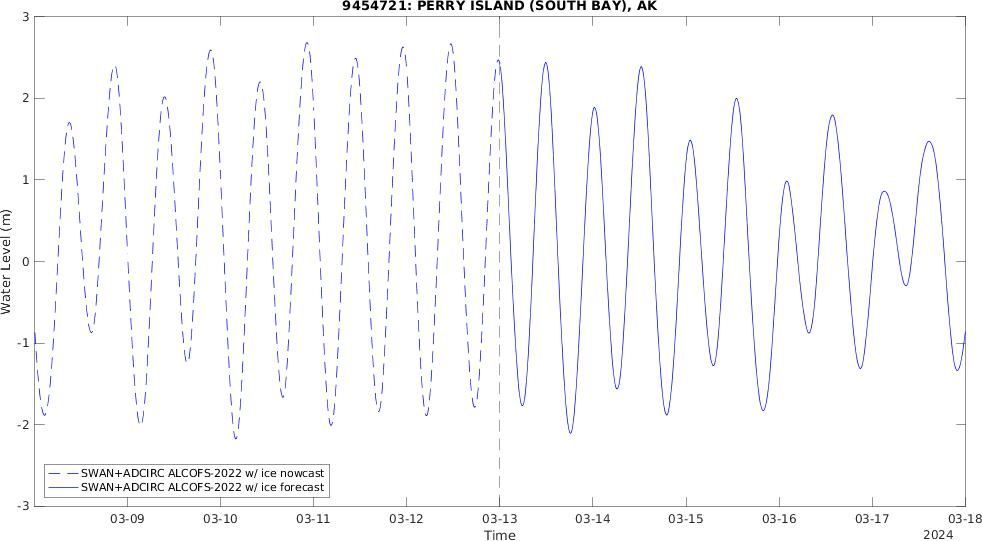 9454721: PERRY ISLAND (SOUTH BAY), AK
3
2
1
0
-1
-2
-3
Water Level (m)
SWAN+ADCIRC ALCOFS-2022 w/ ice nowcast
SWAN+ADCIRC ALCOFS-2022 w/ ice forecast
03-09 03-10 03-11 03-12 03-13 03-14 03-15 03-16 03-17 03-18
Time
2024